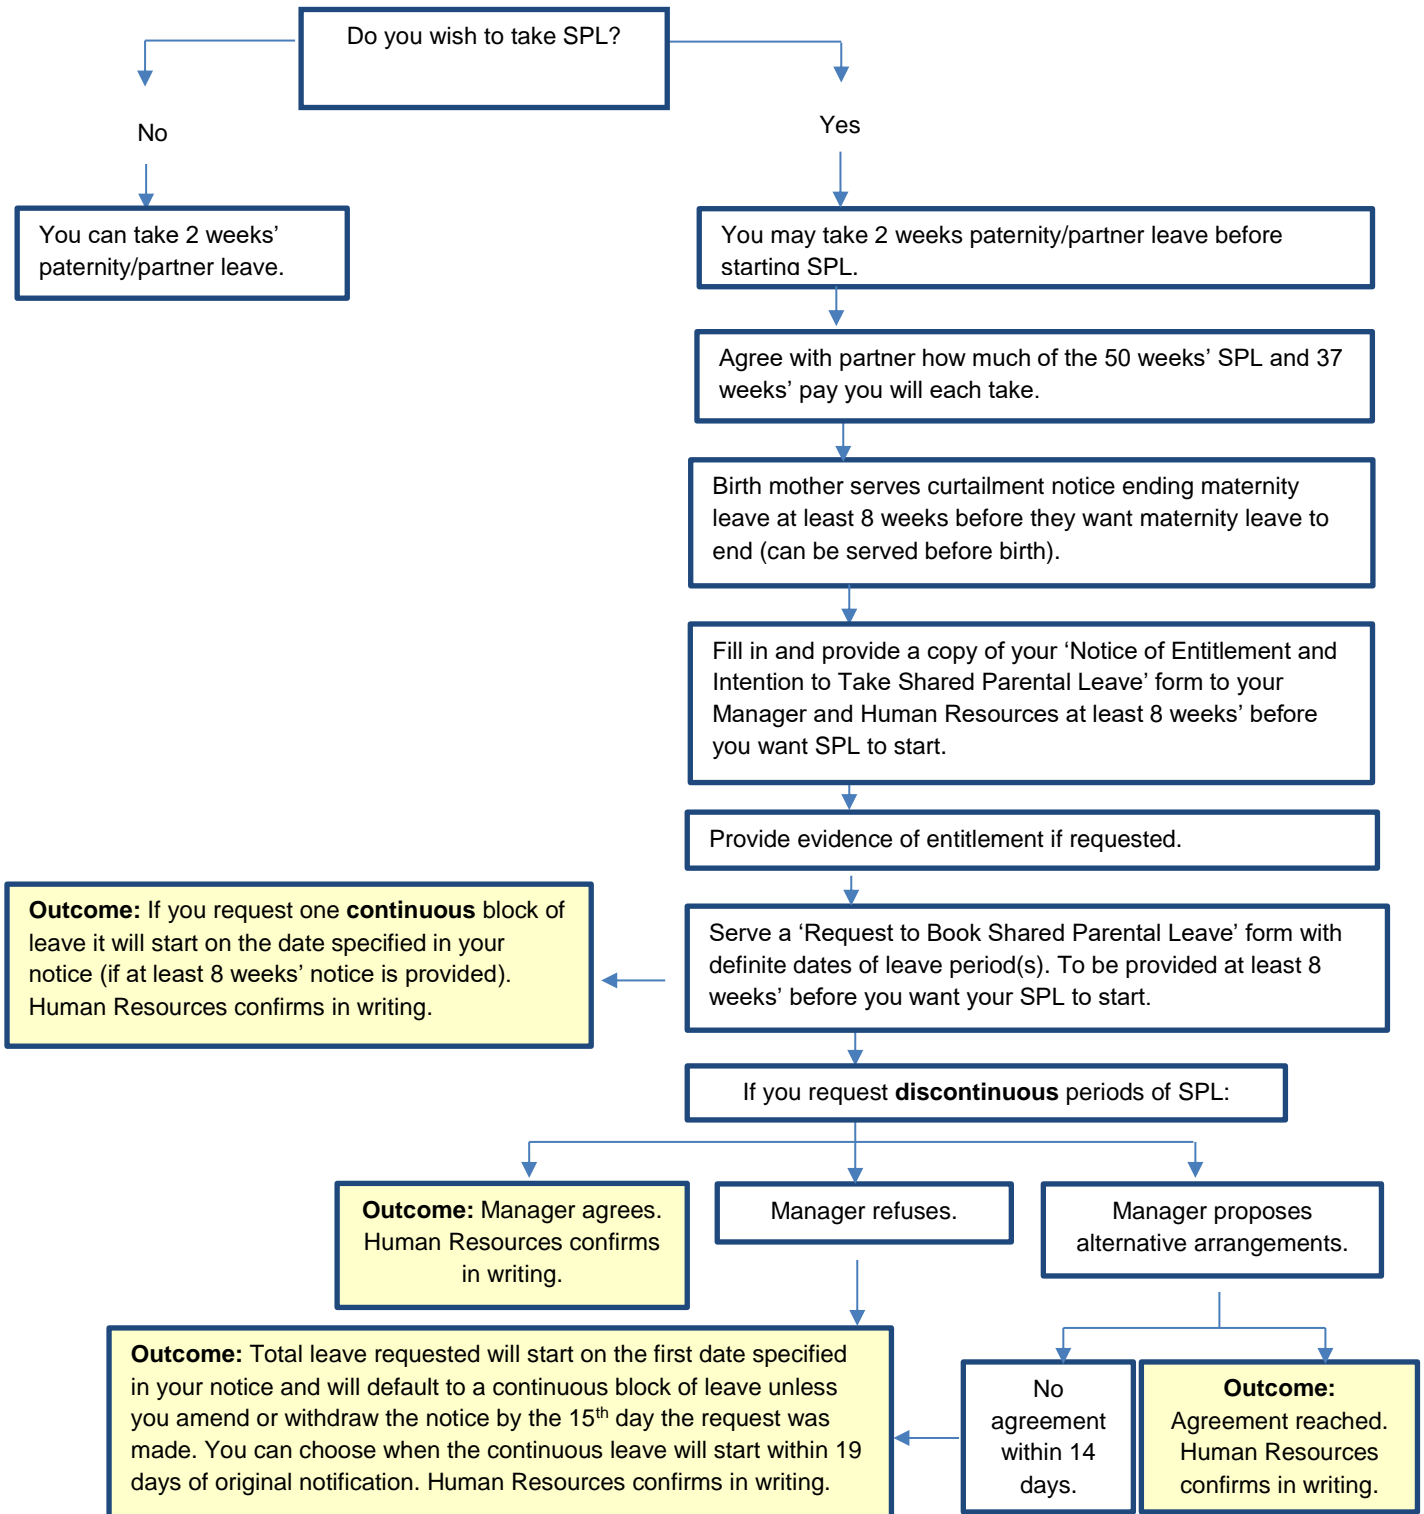 Do you wish to take SPL?
No
Yes
You can take 2 weeks’
paternity/partner leave.
You may take 2 weeks paternity/partner leave before
starting SPL.
Agree with partner how much of the 50 weeks’ SPL and 37
weeks’ pay you will each take.
Birth mother serves curtailment notice ending maternity
leave at least 8 weeks before they want maternity leave to
end (can be served before birth).
Fill in and provide a copy of your ‘Notice of Entitlement and
Intention to Take Shared Parental Leave’ form to your
Manager and Human Resources at least 8 weeks’ before
you want SPL to start.
Provide evidence of entitlement if requested.
Outcome: If you request one continuous block of
leave it will start on the date specified in your
notice (if at least 8 weeks’ notice is provided).
Human Resources confirms in writing.
Serve a ‘Request to Book Shared Parental Leave’ form with
definite dates of leave period(s). To be provided at least 8
weeks’ before you want your SPL to start.
If you request discontinuous periods of SPL:
Outcome: Manager agrees.
Human Resources confirms
in writing.
Manager refuses.
Manager proposes
alternative arrangements.
Outcome: Total leave requested will start on the first date specified
in your notice and will default to a continuous block of leave unless
you amend or withdraw the notice by the 15th day the request was
made. You can choose when the continuous leave will start within 19
days of original notification. Human Resources confirms in writing.
No
agreement
within 14
days.
Outcome:
Agreement reached.
Human Resources
confirms in writing.